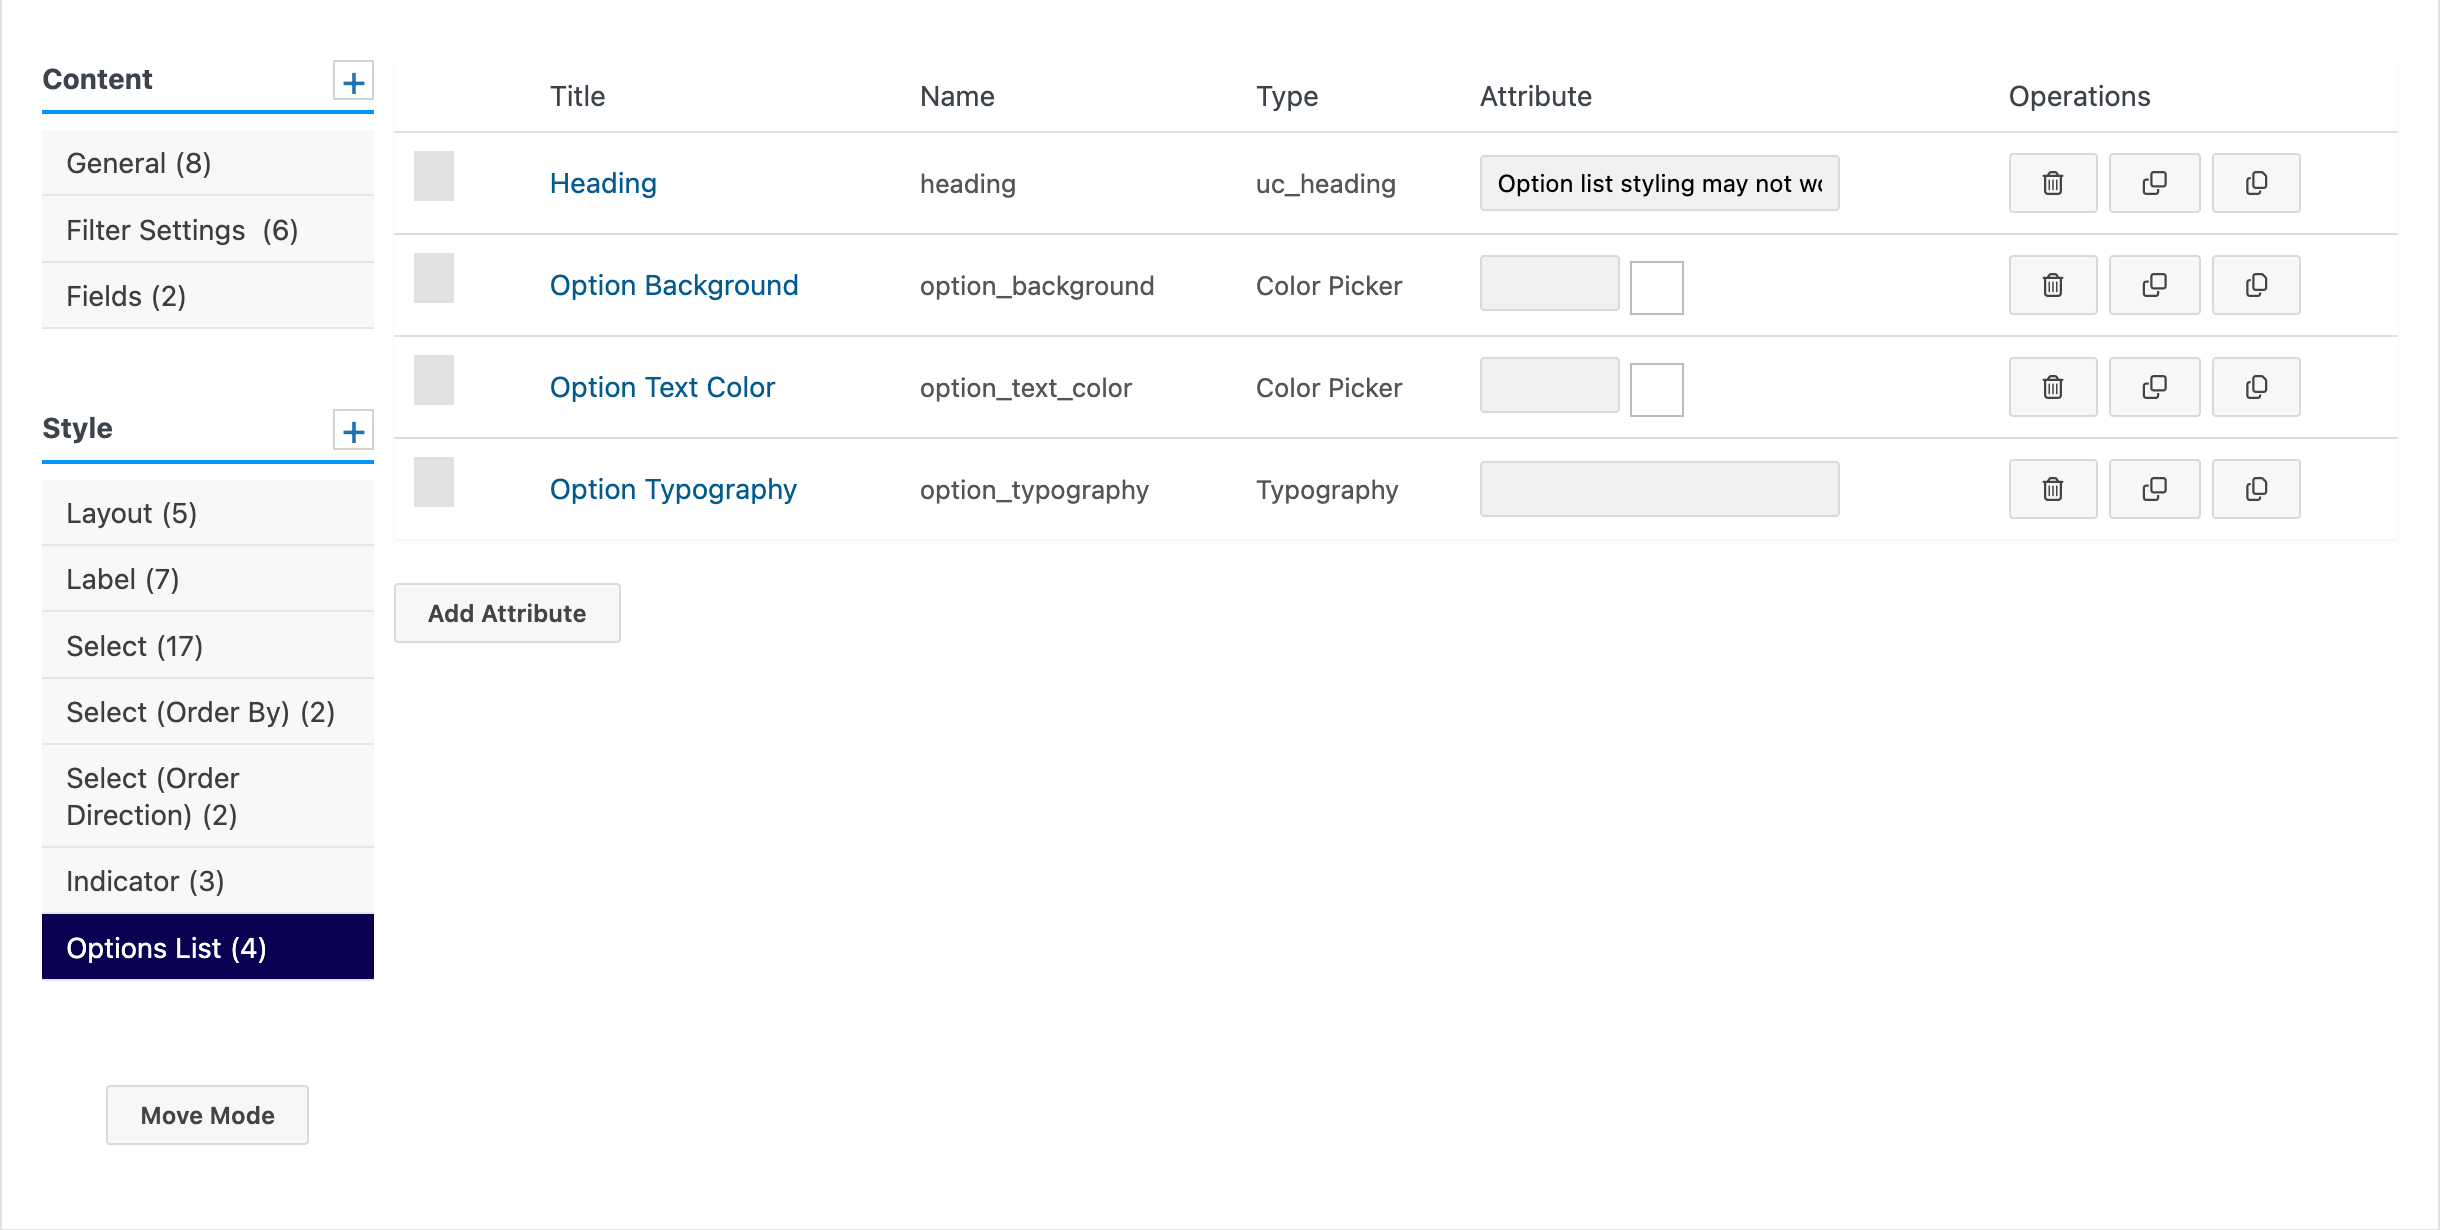 Content
General (8)
Filter Settings (6)
Fields (2)
Style
Layout (5)
Label (7)
Select (17)
Select (Order By) (2)
Select (Order
Direction) (2)
Indicator (3)
Options List (4)
Move Mode
Title Name Type Attribute Operations
Heading heading uc_heading Option list styling may not wo
Option Background option_background Color Picker
Option Text Color option_text_color Color Picker
Option Typography option_typography Typography
Add Attribute